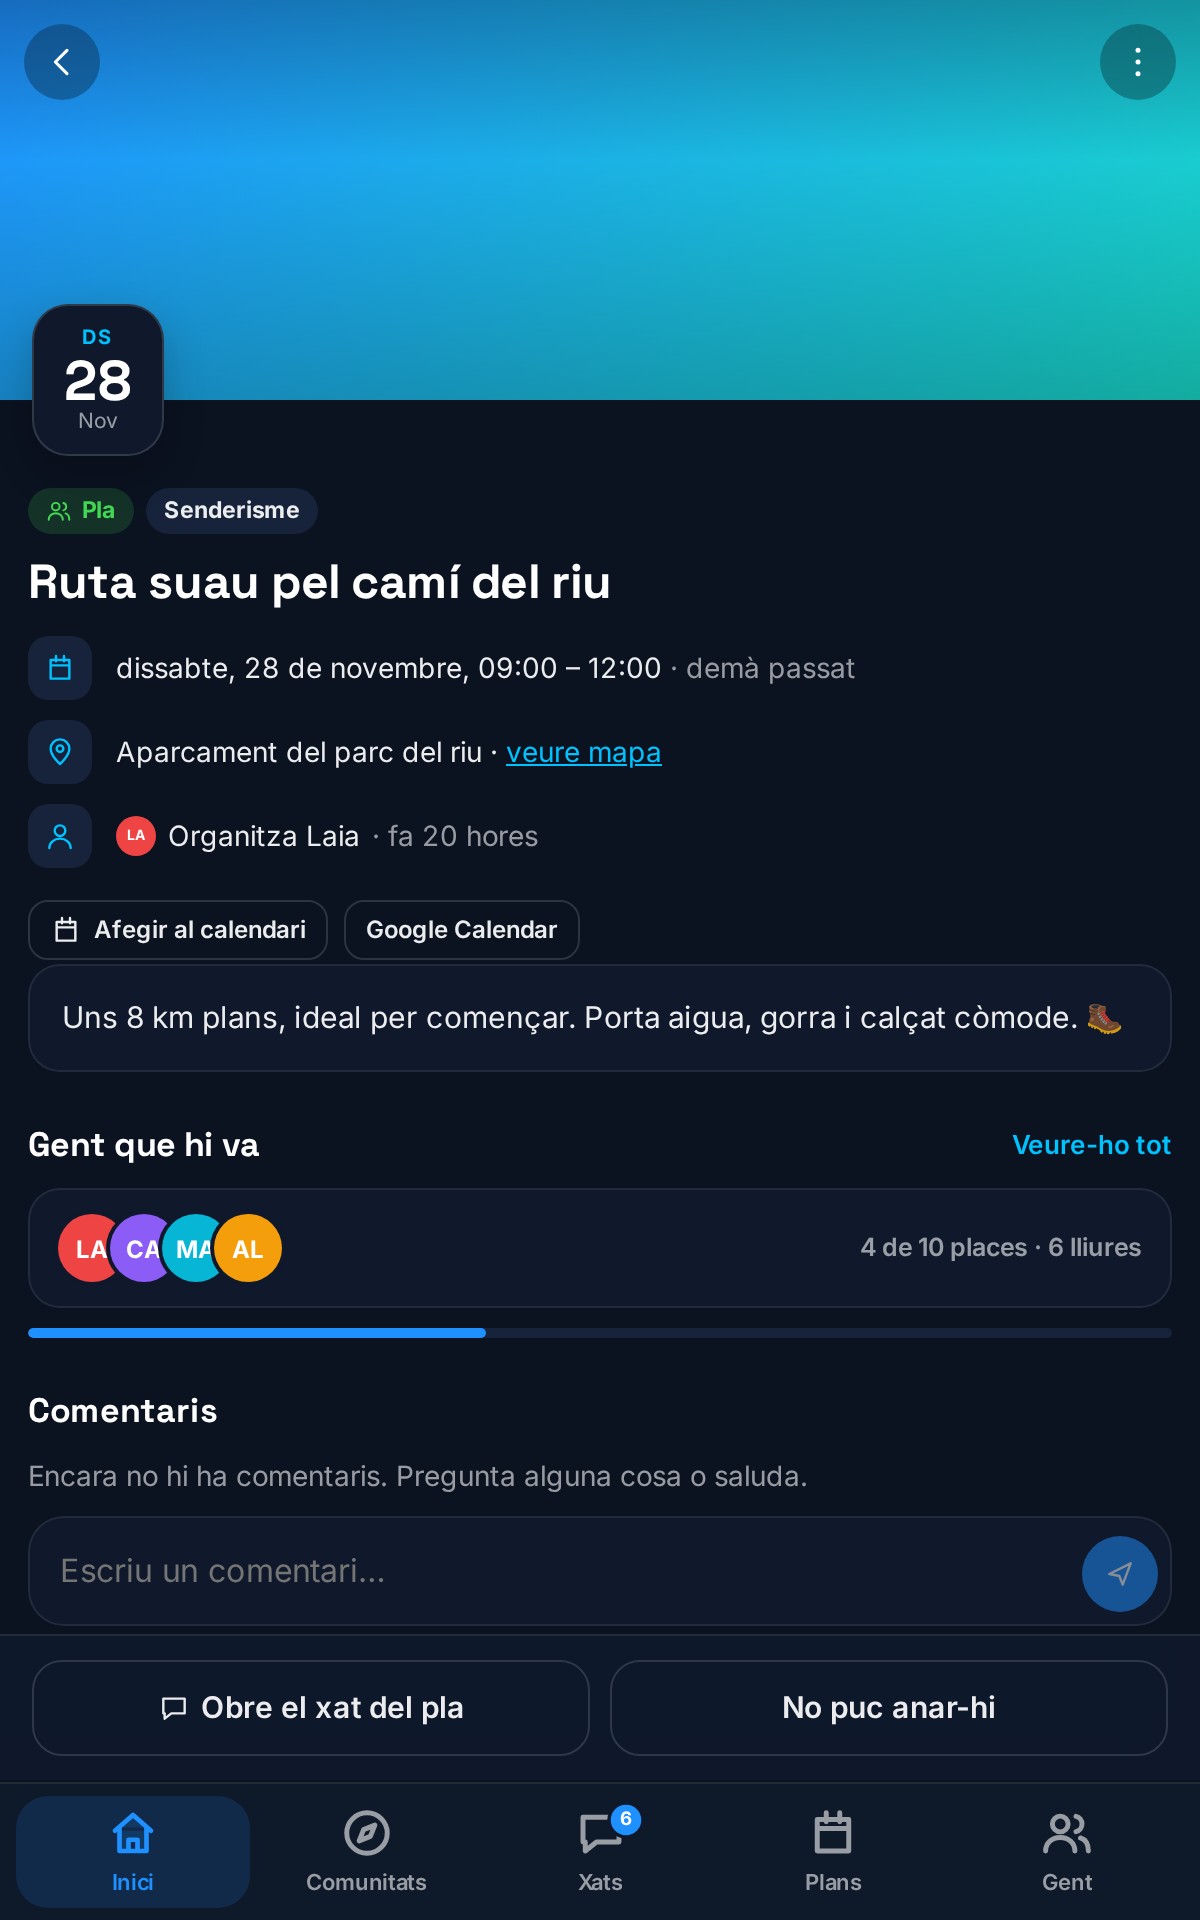 DS
28
Nov
Pla
Senderisme
Ruta suau pel camí del riu
dissabte, 28 de novembre, 09:00 – 12:00 · demà passat
Aparcament del parc del riu · veure mapa
LA Organitza Laia · fa 20 hores
Afegir al calendari
Google Calendar
Uns 8 km plans, ideal per començar. Porta aigua, gorra i calçat còmode. 🥾
Gent que hi va
Veure-ho tot
LA CA MA AL
4 de 10 places · 6 lliures
Comentaris
Encara no hi ha comentaris. Pregunta alguna cosa o saluda.
Escriu un comentari...
Obre el xat del pla
No puc anar-hi
6
Inici
Comunitats
Xats
Plans
Gent